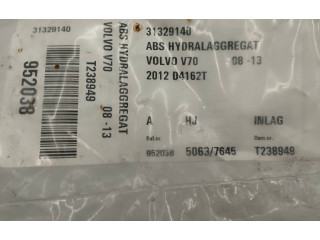 31329140
ABS HYDRALAGGREGAT
VOLVO V70 08 -13
T238949
952038
31329140
ABS HYDRALAGGREGAT
VOLVO V70 08 -13
2012 D4162T
A HJ INLAG
952038 5063/7645 T238949